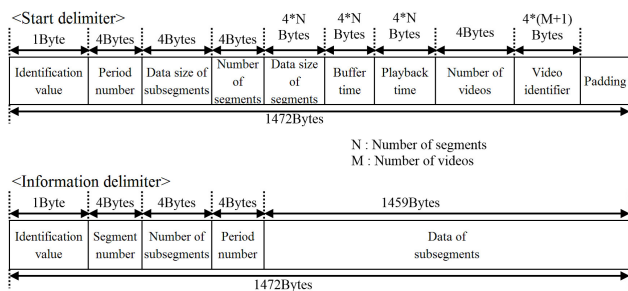 <Start delimiter>
1Byte 4Bytes 4Bytes 4Bytes 4*N Bytes 4*N Bytes 4*N Bytes 4Bytes 4*(M+1) Bytes
Identification value Period number Data size of subsegments Number of segments Data size of segments Buffer time Playback time Number of videos Video identifier Padding
1472Bytes
N : Number of segments
M : Number of videos
<Information delimiter>
1Byte 4Bytes 4Bytes 4Bytes 1459Bytes
Identification value Segment number Number of subsegments Period number Data of subsegments
1472Bytes